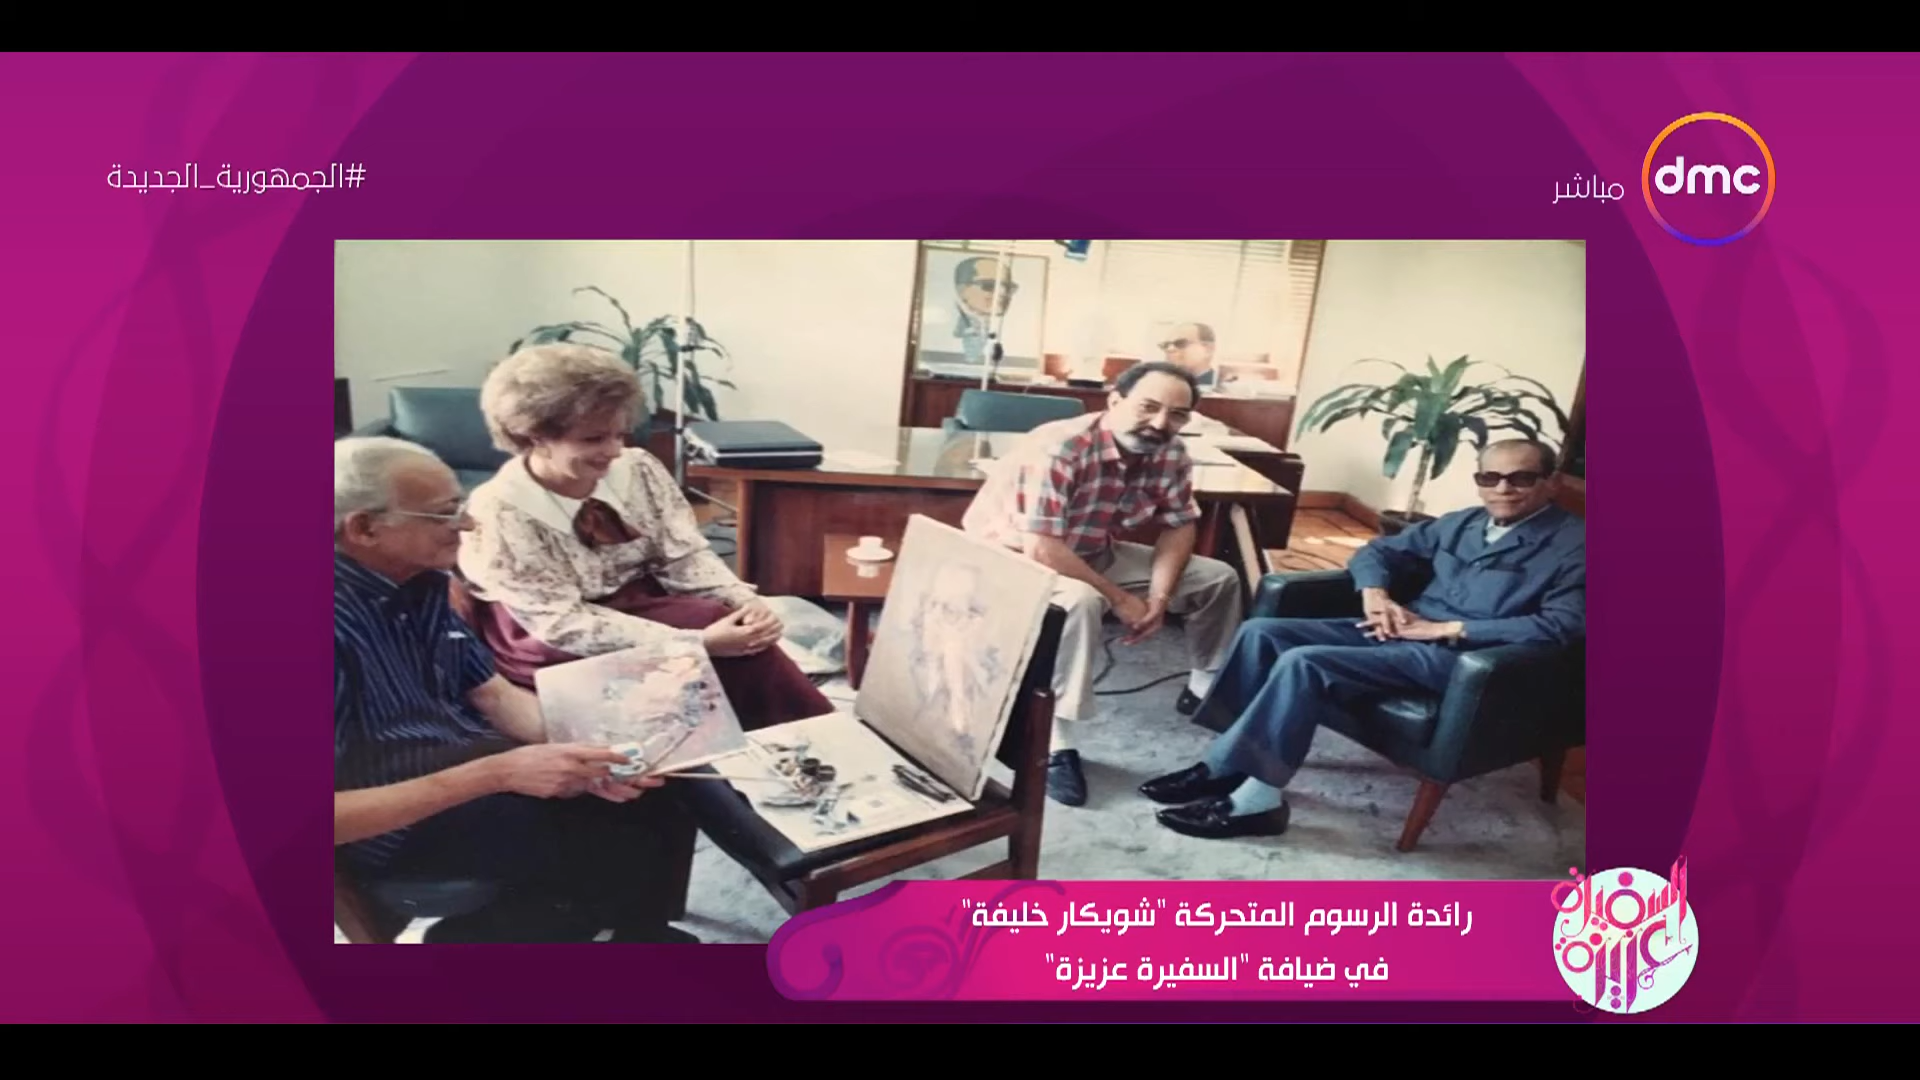 #الجمهورية_الجديدة
مباشر
dmc
رائدة الرسوم المتحركة "شويكار خليفة"
في ضيافة "السفيرة عزيزة"
السفيرة
عزيزة